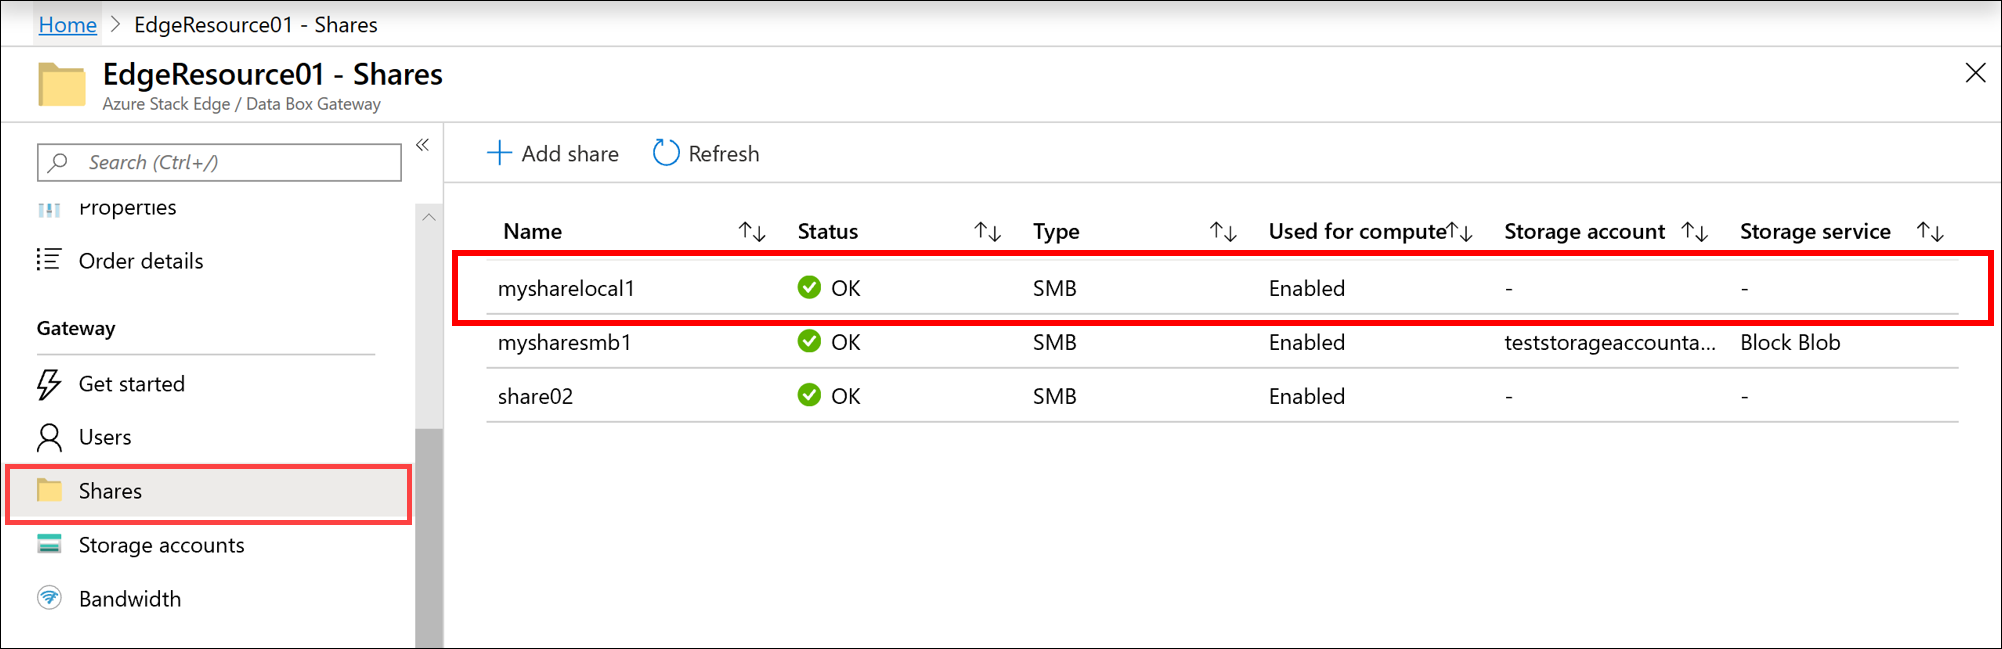 Home > EdgeResource01 - Shares
EdgeResource01 - Shares
Azure Stack Edge / Data Box Gateway
Search (Ctrl+/)
Properties
Order details
Gateway
Get started
Users
Shares
Storage accounts
Bandwidth
Add share Refresh
Name Status Type Used for compute Storage account Storage service
mysharelocal1 OK SMB Enabled - -
mysharesmb1 OK SMB Enabled teststorageaccounta... Block Blob
share02 OK SMB Enabled - -